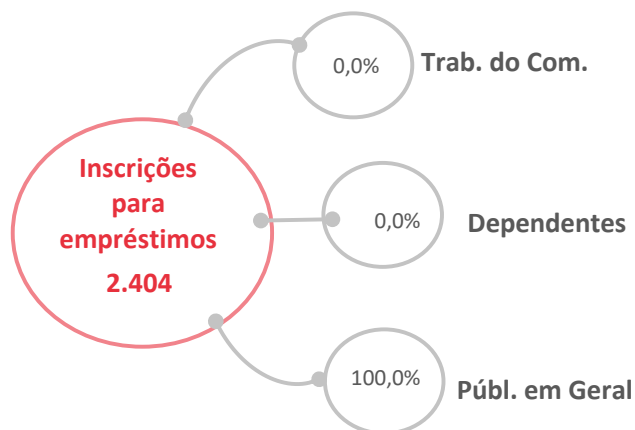 0,0%
Trab. do Com.
Inscrições
para
empréstimos
2.404
0,0%
Dependentes
100,0%
Públ. em Geral